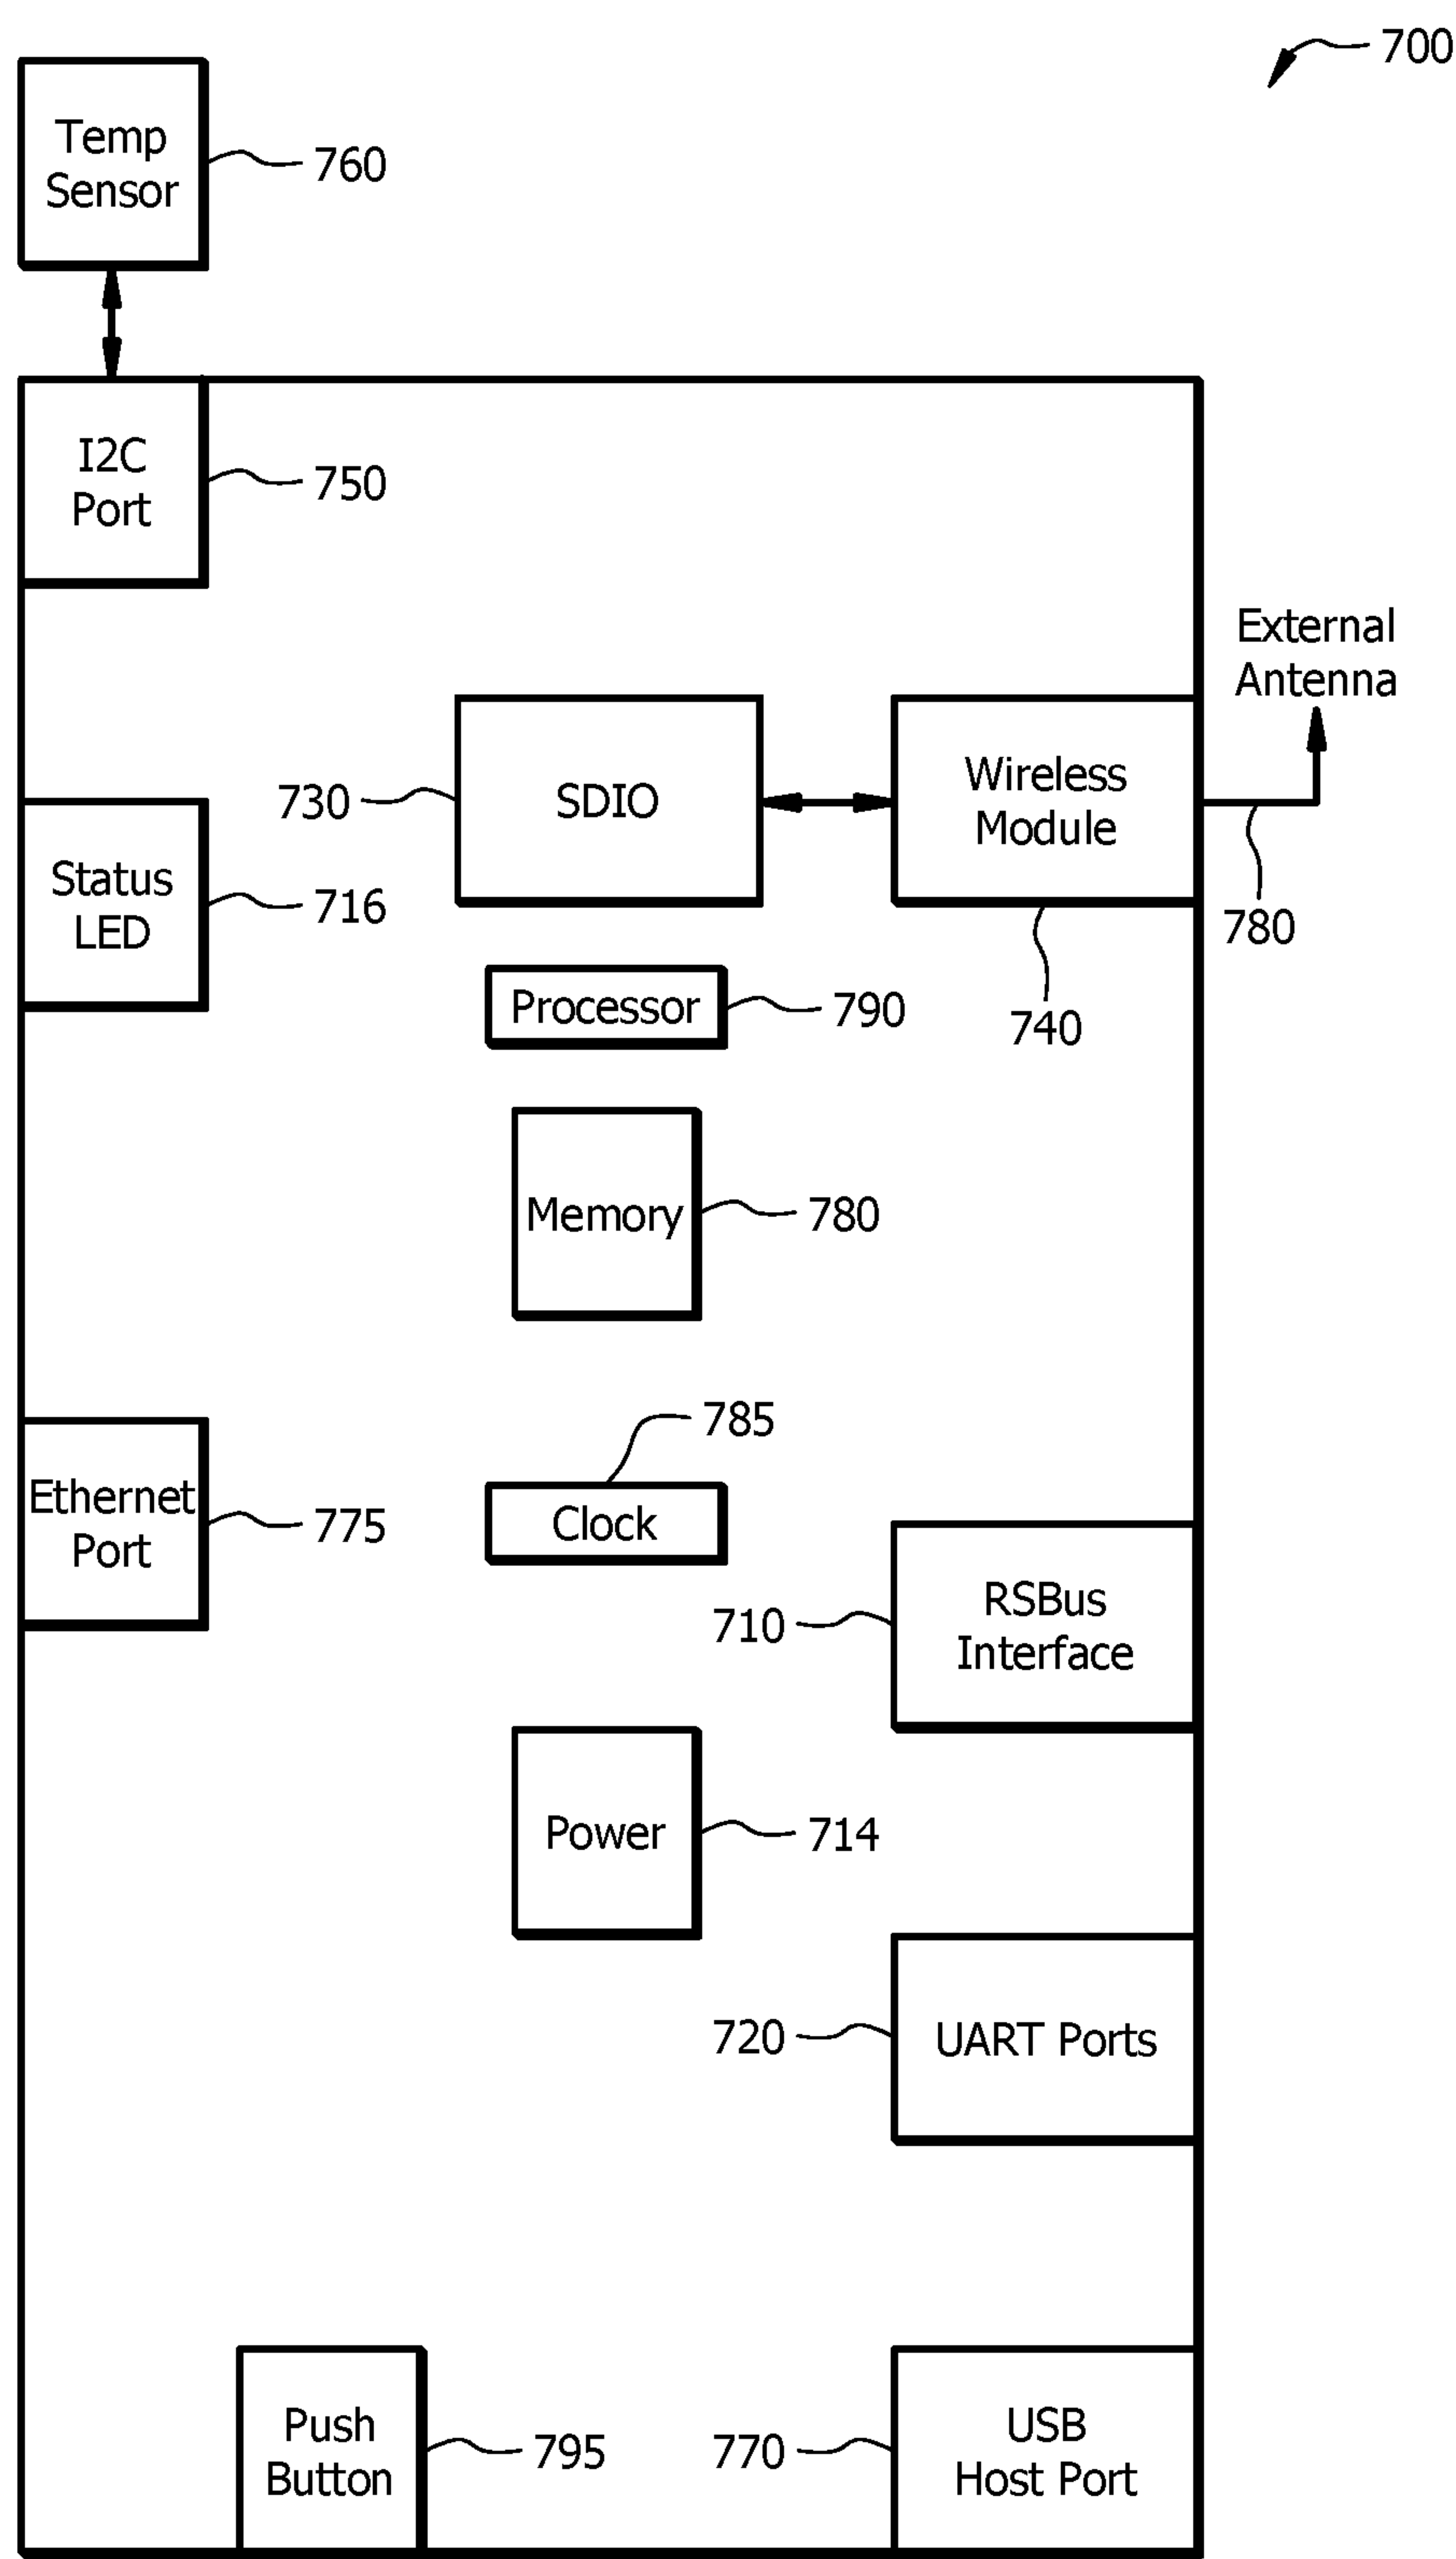 700
Temp
Sensor
760
I2C
Port
750
External
Antenna
SDIO
730
Wireless
Module
Status
LED
716
780
740
Processor
790
Memory
780
785
Clock
Ethernet
Port
775
RSBus
Interface
710
Power
714
UART Ports
720
Push
Button
795
USB
Host Port
770